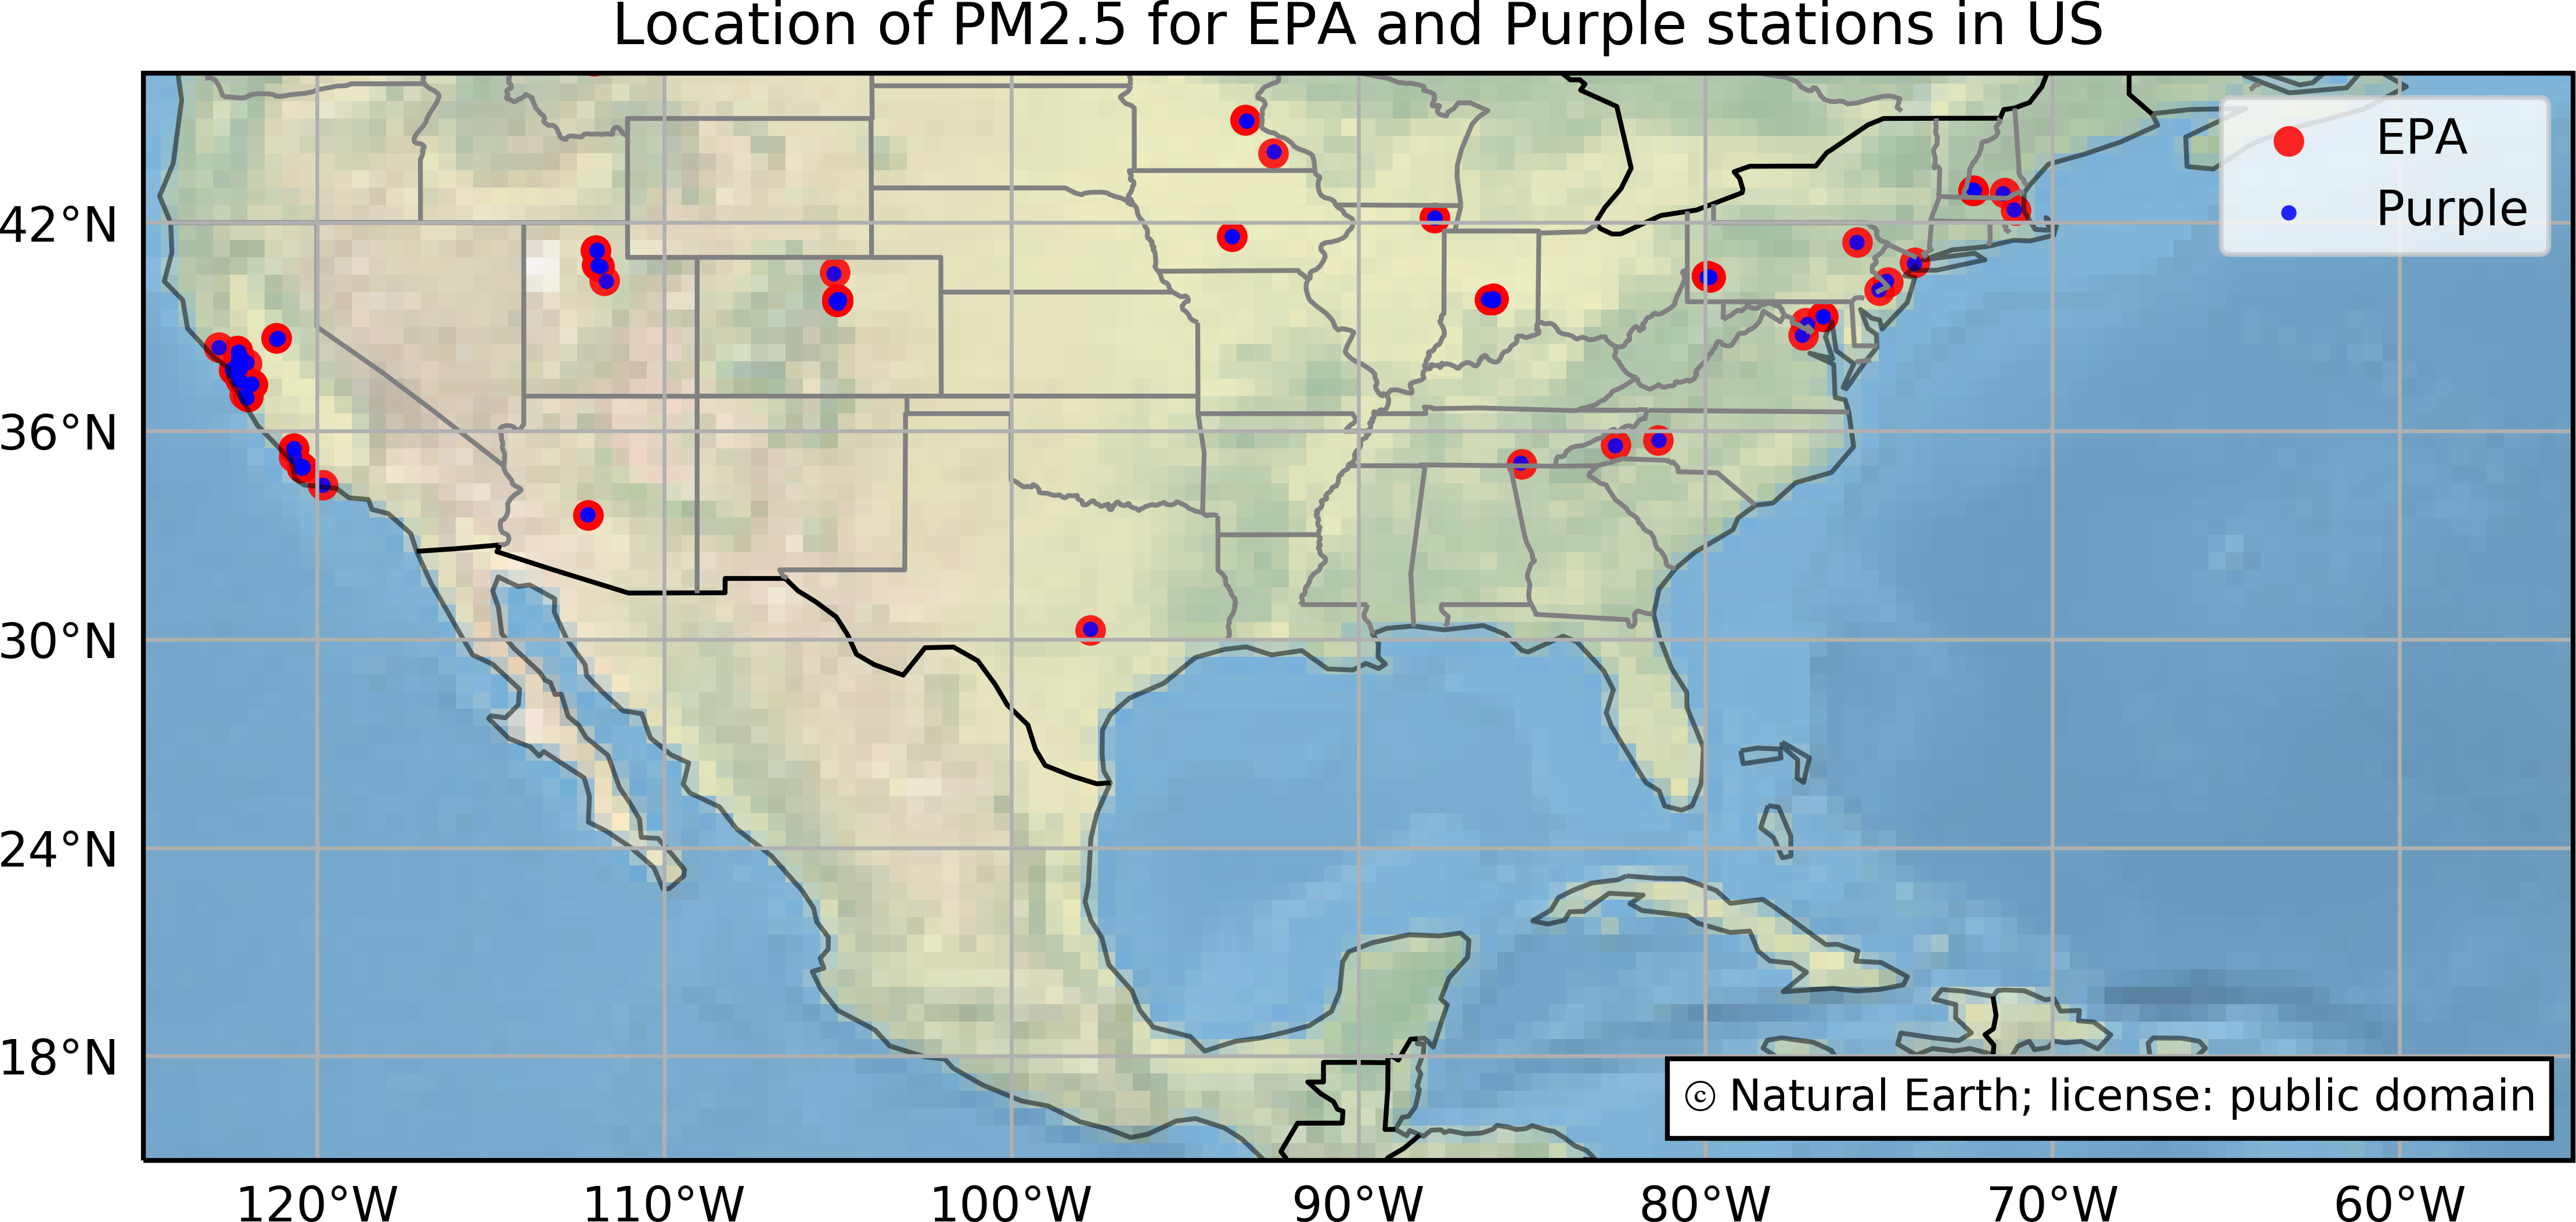 Location of PM2.5 for EPA and Purple stations in US
EPA
Purple
42°N
36°N
30°N
24°N
18°N
© Natural Earth; license: public domain
120°W 110°W 100°W 90°W 80°W 70°W 60°W